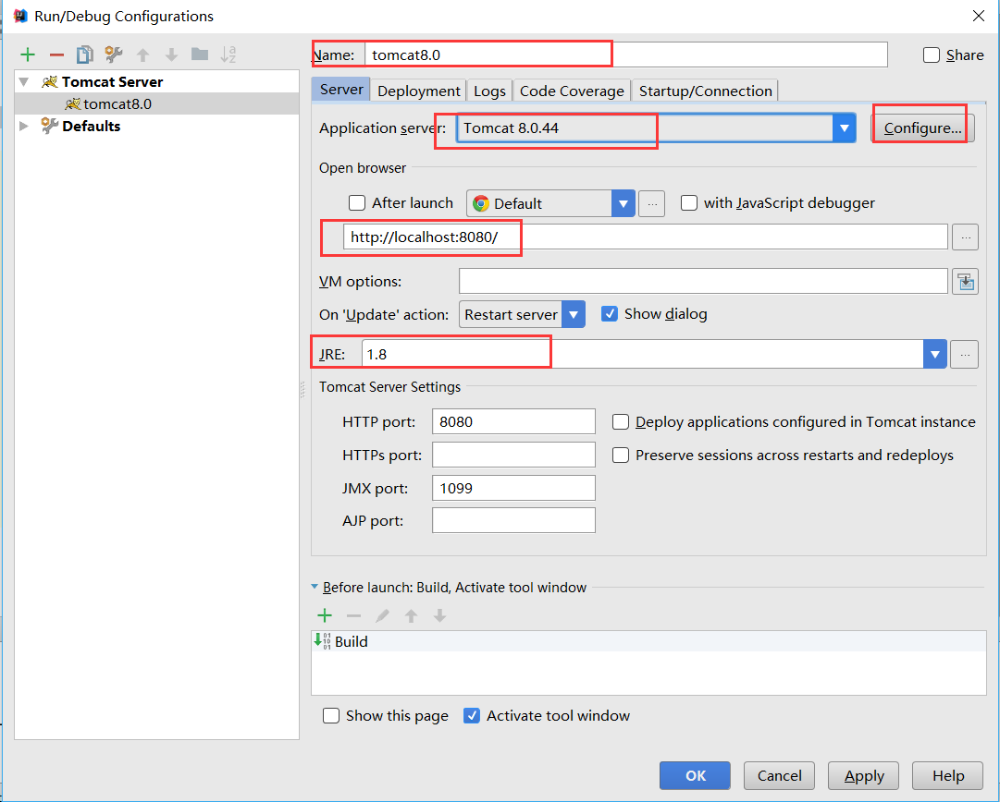 Run/Debug Configurations
Name: tomcat8.0
Share
Tomcat Server
tomcat8.0
Defaults
Server Deployment Logs Code Coverage Startup/Connection
Application server: Tomcat 8.0.44 Configure...
Open browser
After launch Default ... with JavaScript debugger
http://localhost:8080/ ...
VM options:
On 'Update' action: Restart server Show dialog
JRE: 1.8 ...
Tomcat Server Settings
HTTP port: 8080 Deploy applications configured in Tomcat instance
HTTPs port: Preserve sessions across restarts and redeploys
JMX port: 1099
AJP port:
Before launch: Build, Activate tool window
Build
Show this page Activate tool window
OK Cancel Apply Help